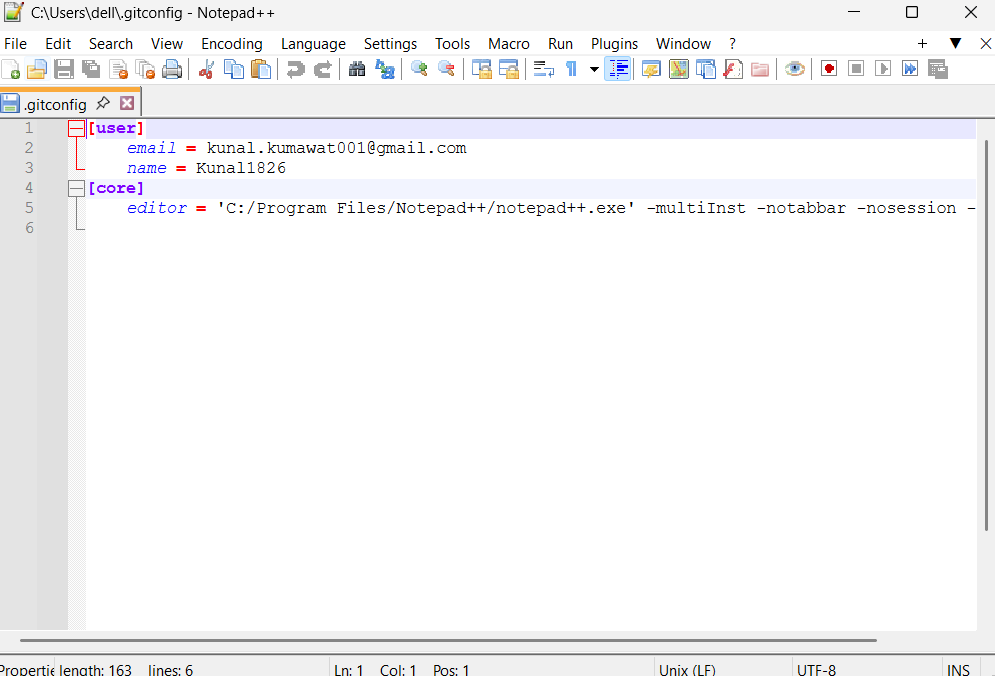 C:\Users\dell\.gitconfig - Notepad++
File Edit Search View Encoding Language Settings Tools Macro Run Plugins Window ? + ▼ X
.gitconfig
1 [user]
2 email = kunal.kumawat001@gmail.com
3 name = Kunal1826
4 [core]
5 editor = 'C:/Program Files/Notepad++/notepad++.exe' -multiInst -notabbar -nosession -
6
Propertie length: 163 lines: 6 Ln: 1 Col: 1 Pos: 1 Unix (LF) UTF-8 INS